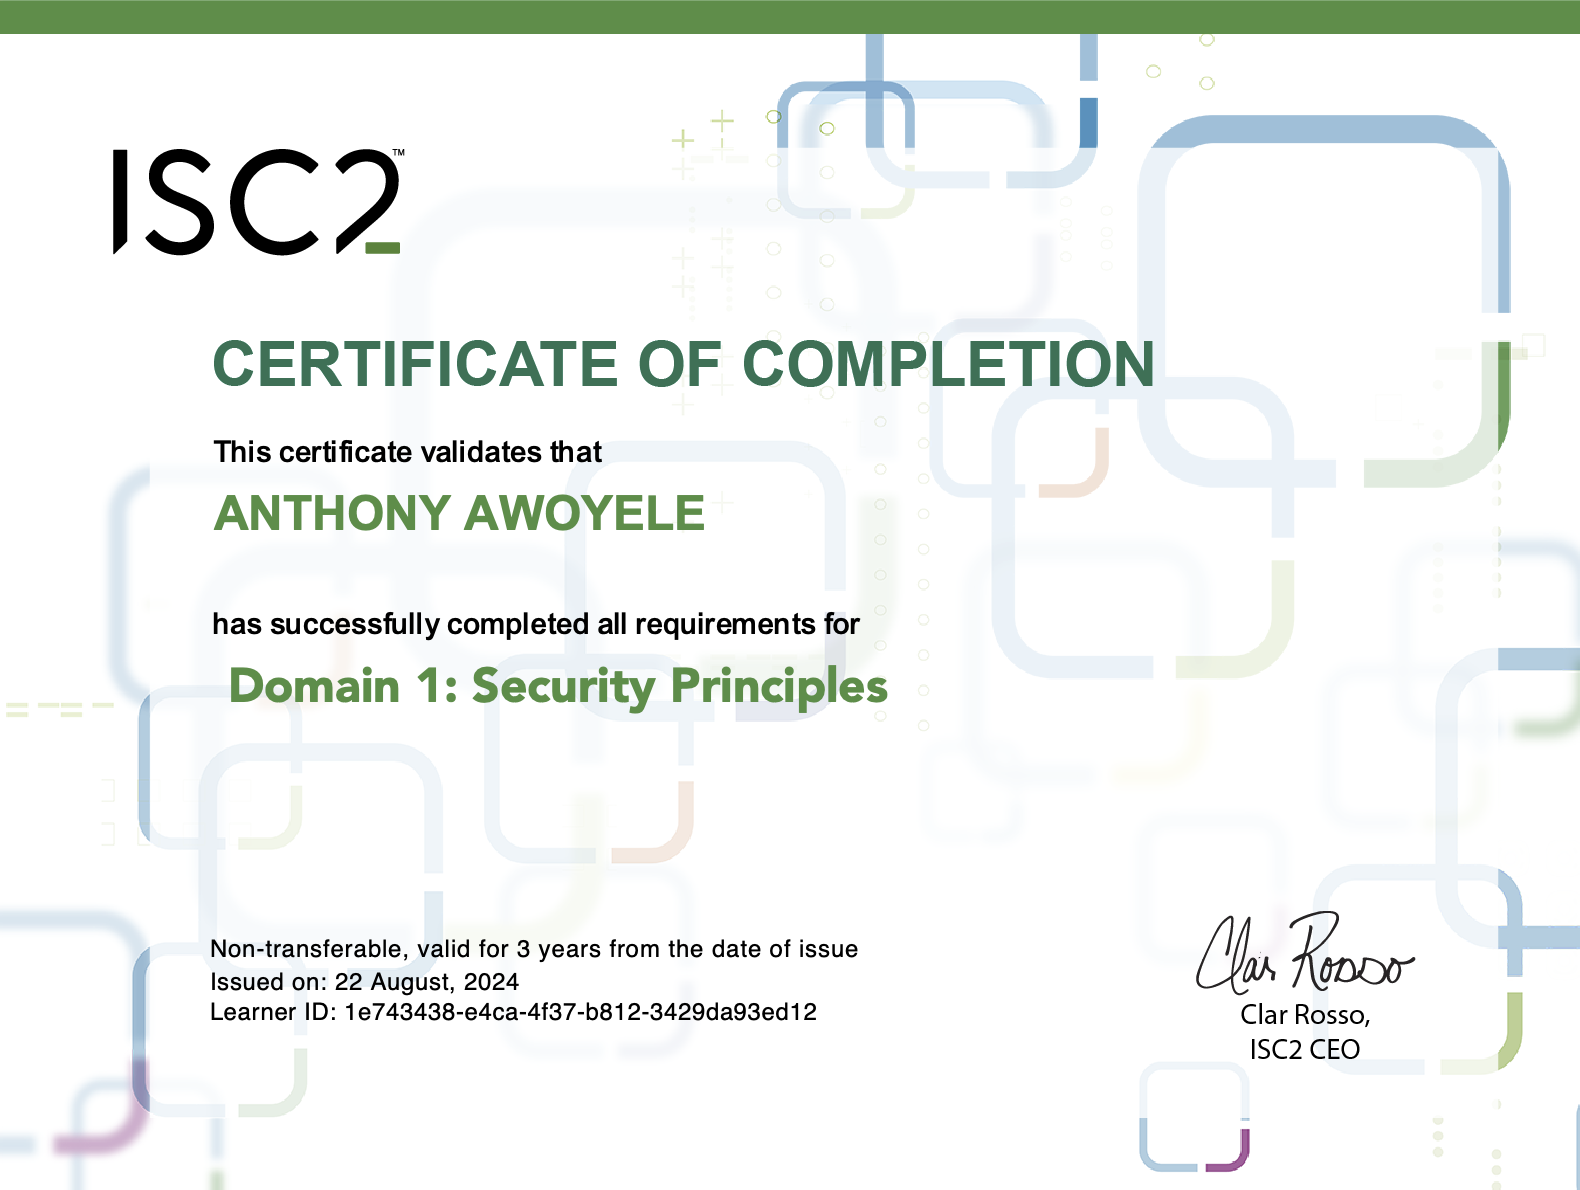 ISC2™
CERTIFICATE OF COMPLETION
This certificate validates that
ANTHONY AWOYELE
has successfully completed all requirements for
Domain 1: Security Principles
Non-transferable, valid for 3 years from the date of issue
Issued on: 22 August, 2024
Learner ID: 1e743438-e4ca-4f37-b812-3429da93ed12
Clar Rosso
Clar Rosso,
ISC2 CEO